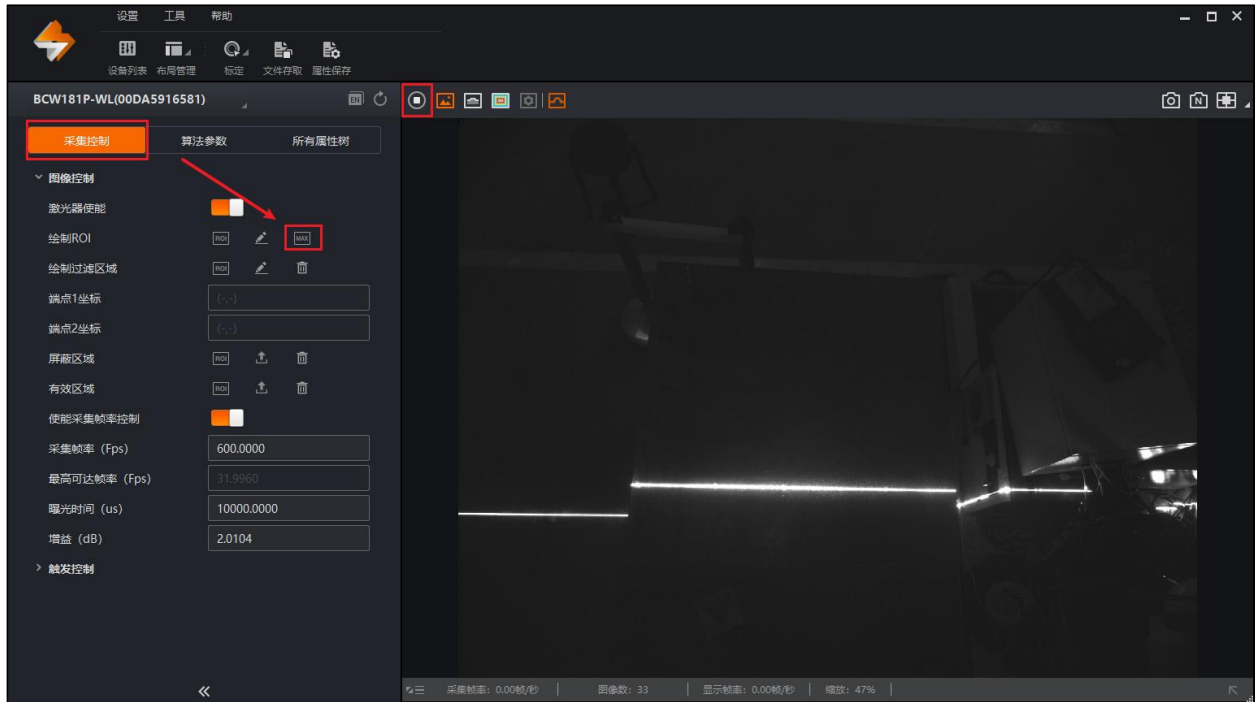 设置 工具 帮助
设备列表 布局管理 标定 文件存取 属性保存
BCW181P-WL(00DA5916581) EN
N
采集控制 算法参数 所有属性树
图像控制
激光器使能
绘制ROI ROI MAX
绘制过滤区域 ROI
端点1坐标 (-,-)
端点2坐标 (-,-)
屏蔽区域 ROI
有效区域 ROI
使能采集帧率控制
采集帧率 (Fps) 600.0000
最高可达帧率 (Fps) 31.9960
曝光时间 (us) 10000.0000
增益 (dB) 2.0104
触发控制
采集帧率: 0.00帧/秒 | 图像数: 33 | 显示帧率: 0.00帧/秒 | 缩放: 47% |